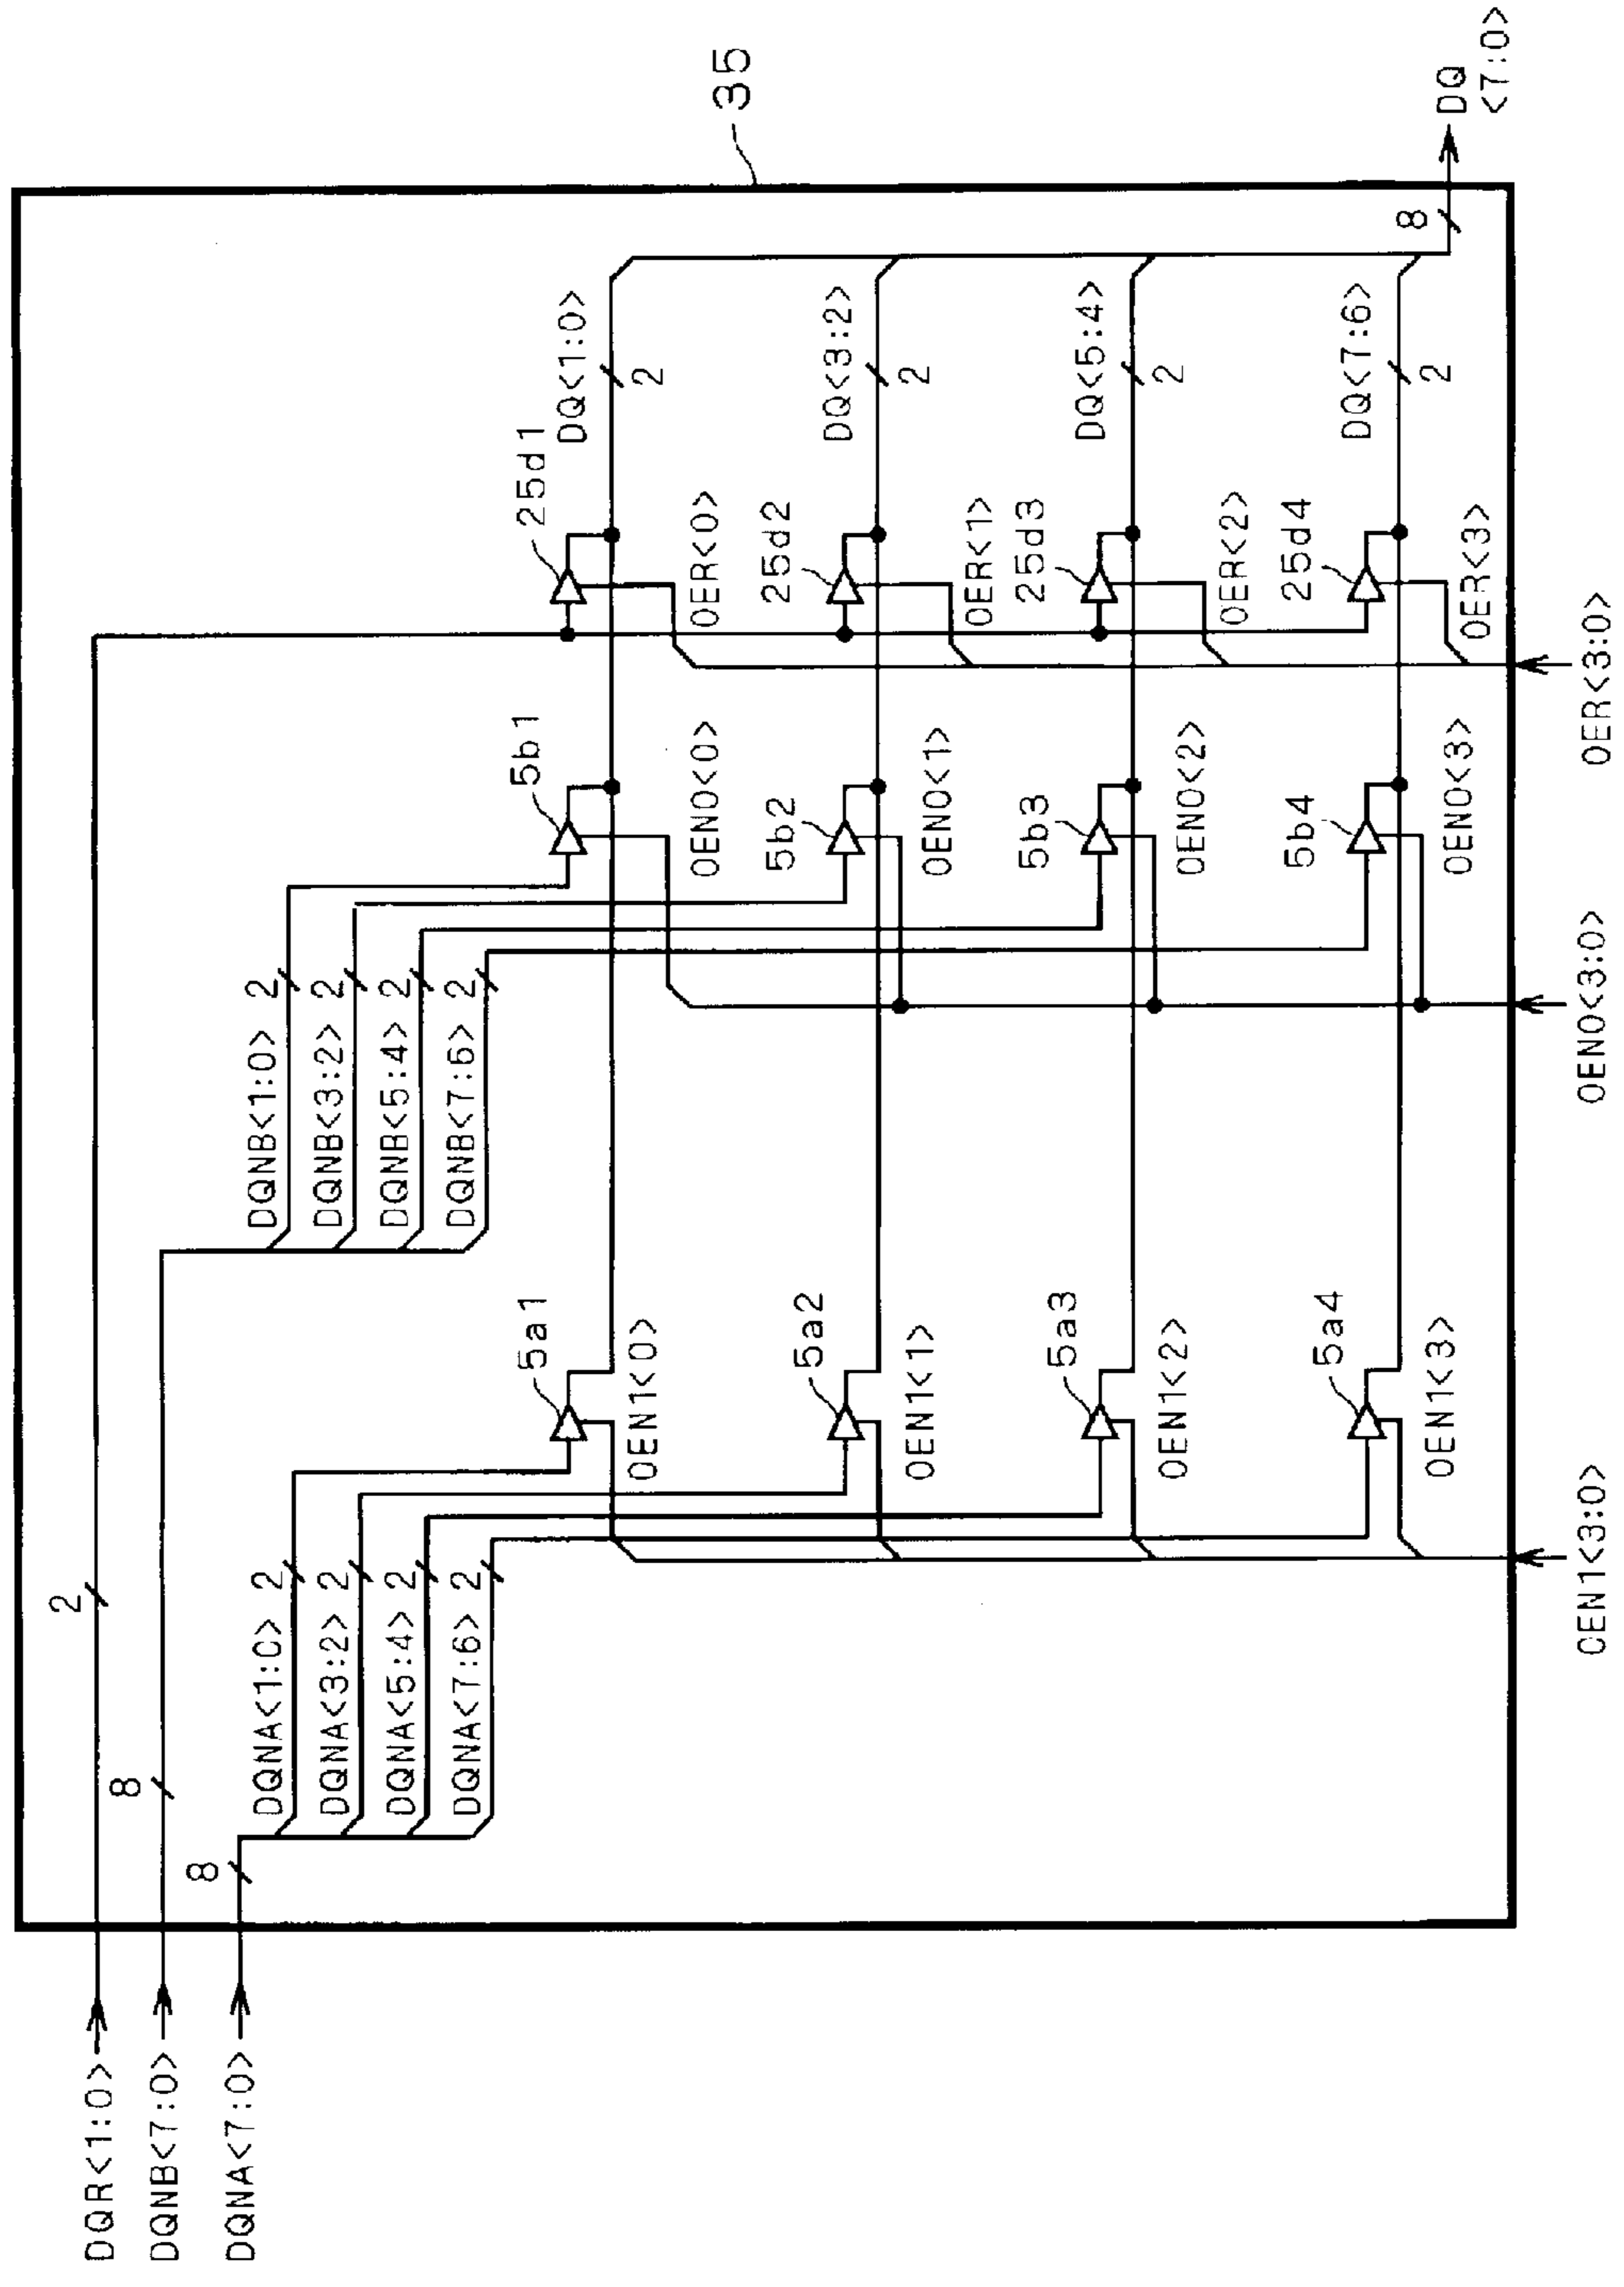 DQR<1:0>
DQNB<7:0>
DQNA<7:0>
2
8
8
DQNA<1:0> 2
DQNA<3:2> 2
DQNA<5:4> 2
DQNA<7:6> 2
DQNB<1:0> 2
DQNB<3:2> 2
DQNB<5:4> 2
DQNB<7:6> 2
35
5a1
OEN1<0>
5a2
OEN1<1>
5a3
OEN1<2>
5a4
OEN1<3>
5b1
OEN0<0>
5b2
OEN0<1>
5b3
OEN0<2>
5b4
OEN0<3>
25d1
OER<0>
25d2
OER<1>
25d3
OER<2>
25d4
OER<3>
DQ<1:0>
2
DQ<3:2>
2
DQ<5:4>
2
DQ<7:6>
2
8
DQ
<7:0>
OEN1<3:0>
OEN0<3:0>
OER<3:0>